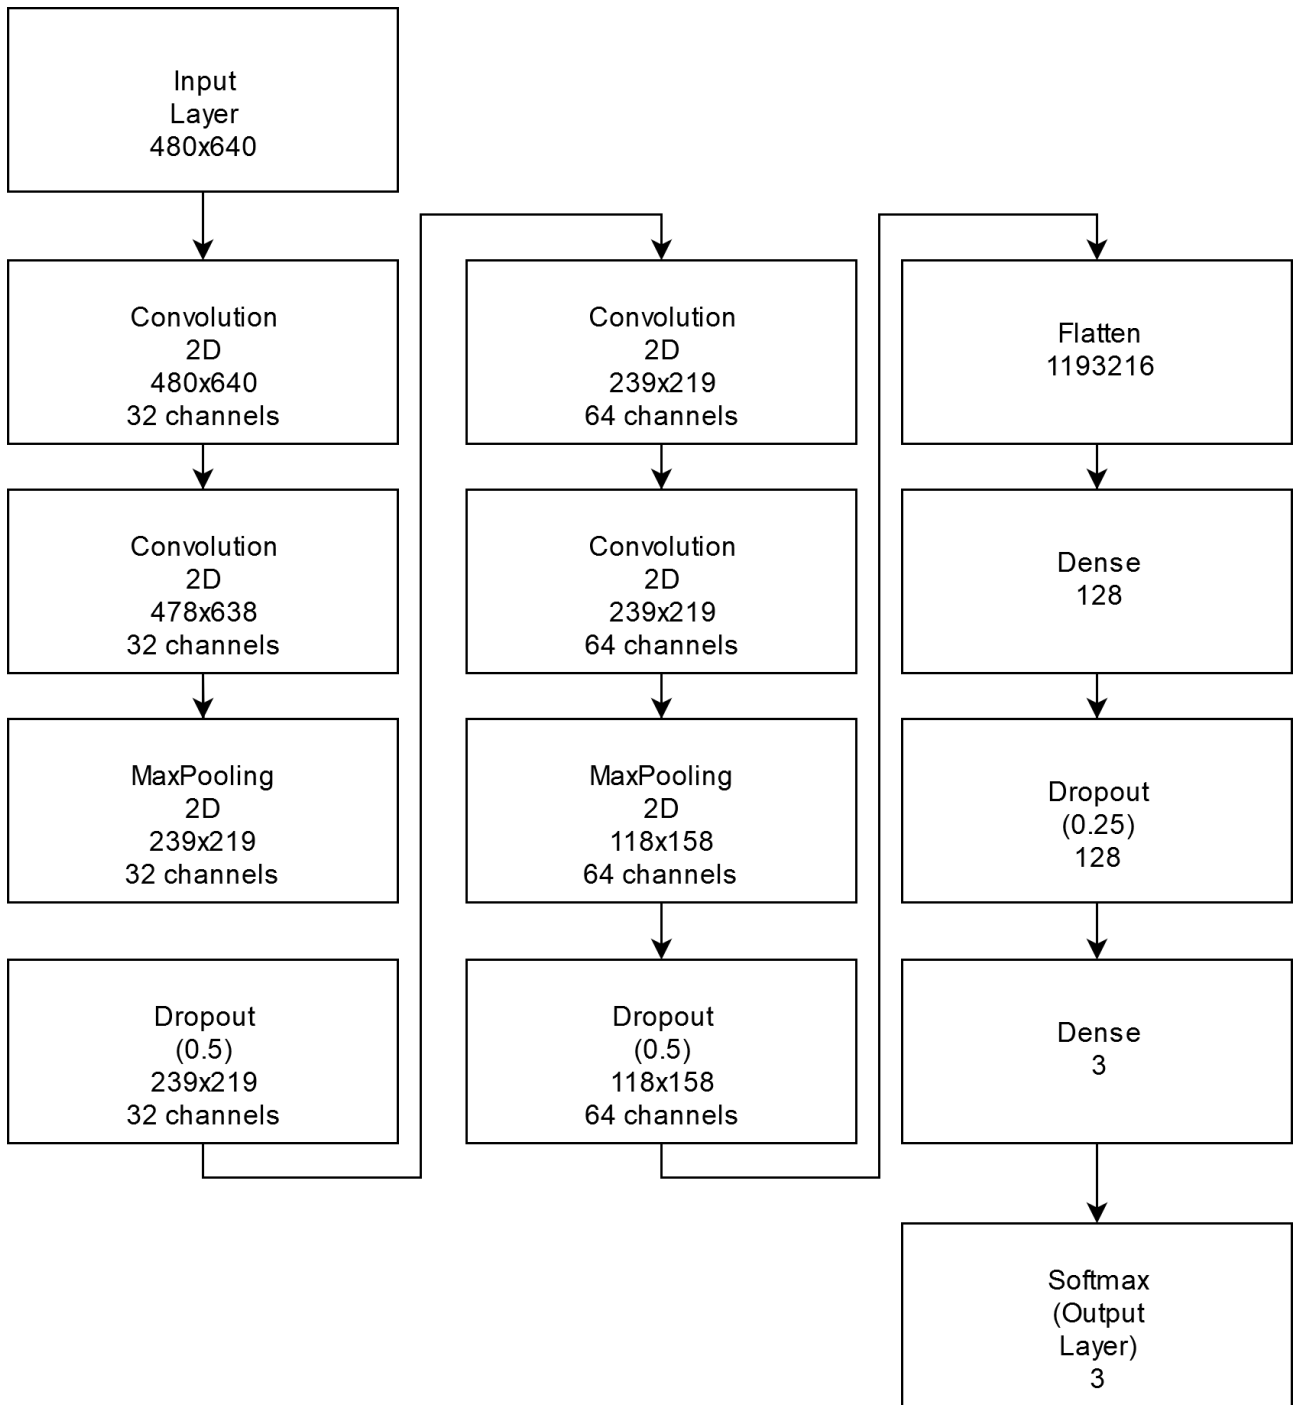 Input
Layer
480x640
Convolution
2D
480x640
32 channels
Convolution
2D
478x638
32 channels
MaxPooling
2D
239x219
32 channels
Dropout
(0.5)
239x219
32 channels
Convolution
2D
239x219
64 channels
Convolution
2D
239x219
64 channels
MaxPooling
2D
118x158
64 channels
Dropout
(0.5)
118x158
64 channels
Flatten
1193216
Dense
128
Dropout
(0.25)
128
Dense
3
Softmax
(Output
Layer)
3